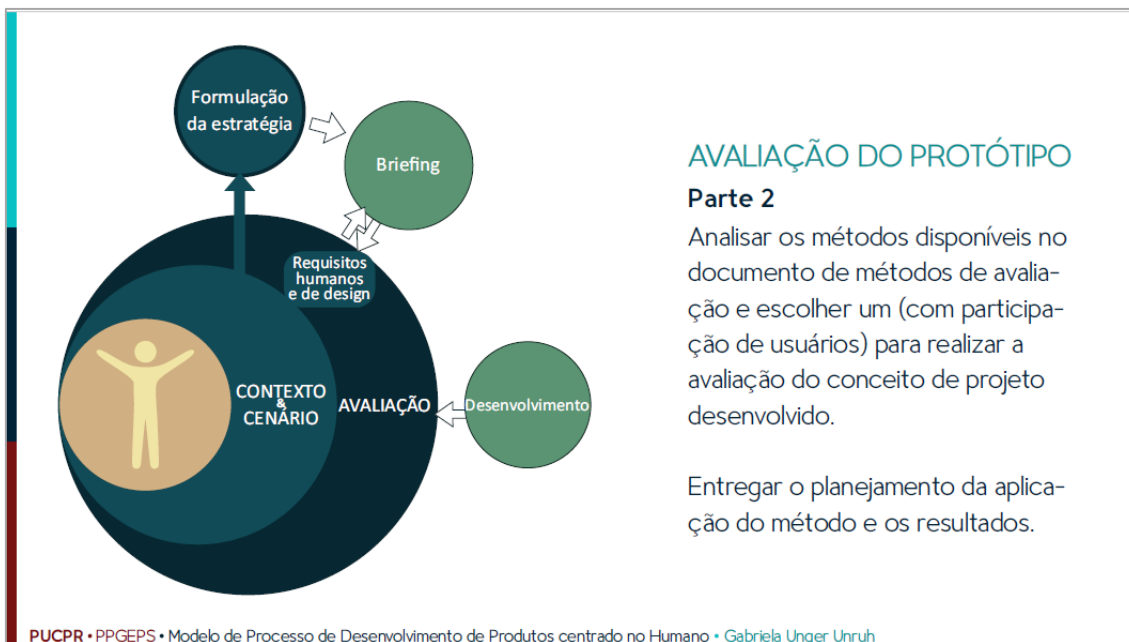 Formulação
da estratégia
Briefing
Requisitos
humanos
e de design
CONTEXTO
&
CENÁRIO
AVALIAÇÃO
Desenvolvimento
AVALIAÇÃO DO PROTÓTIPO
Parte 2
Analisar os métodos disponíveis no
documento de métodos de avalia-
ção e escolher um (com participa-
ção de usuários) para realizar a
avaliação do conceito de projeto
desenvolvido.
Entregar o planejamento da aplica-
ção do método e os resultados.
PUCPR • PPGEPS • Modelo de Processo de Desenvolvimento de Produtos centrado no Humano • Gabriela Unger Unruh